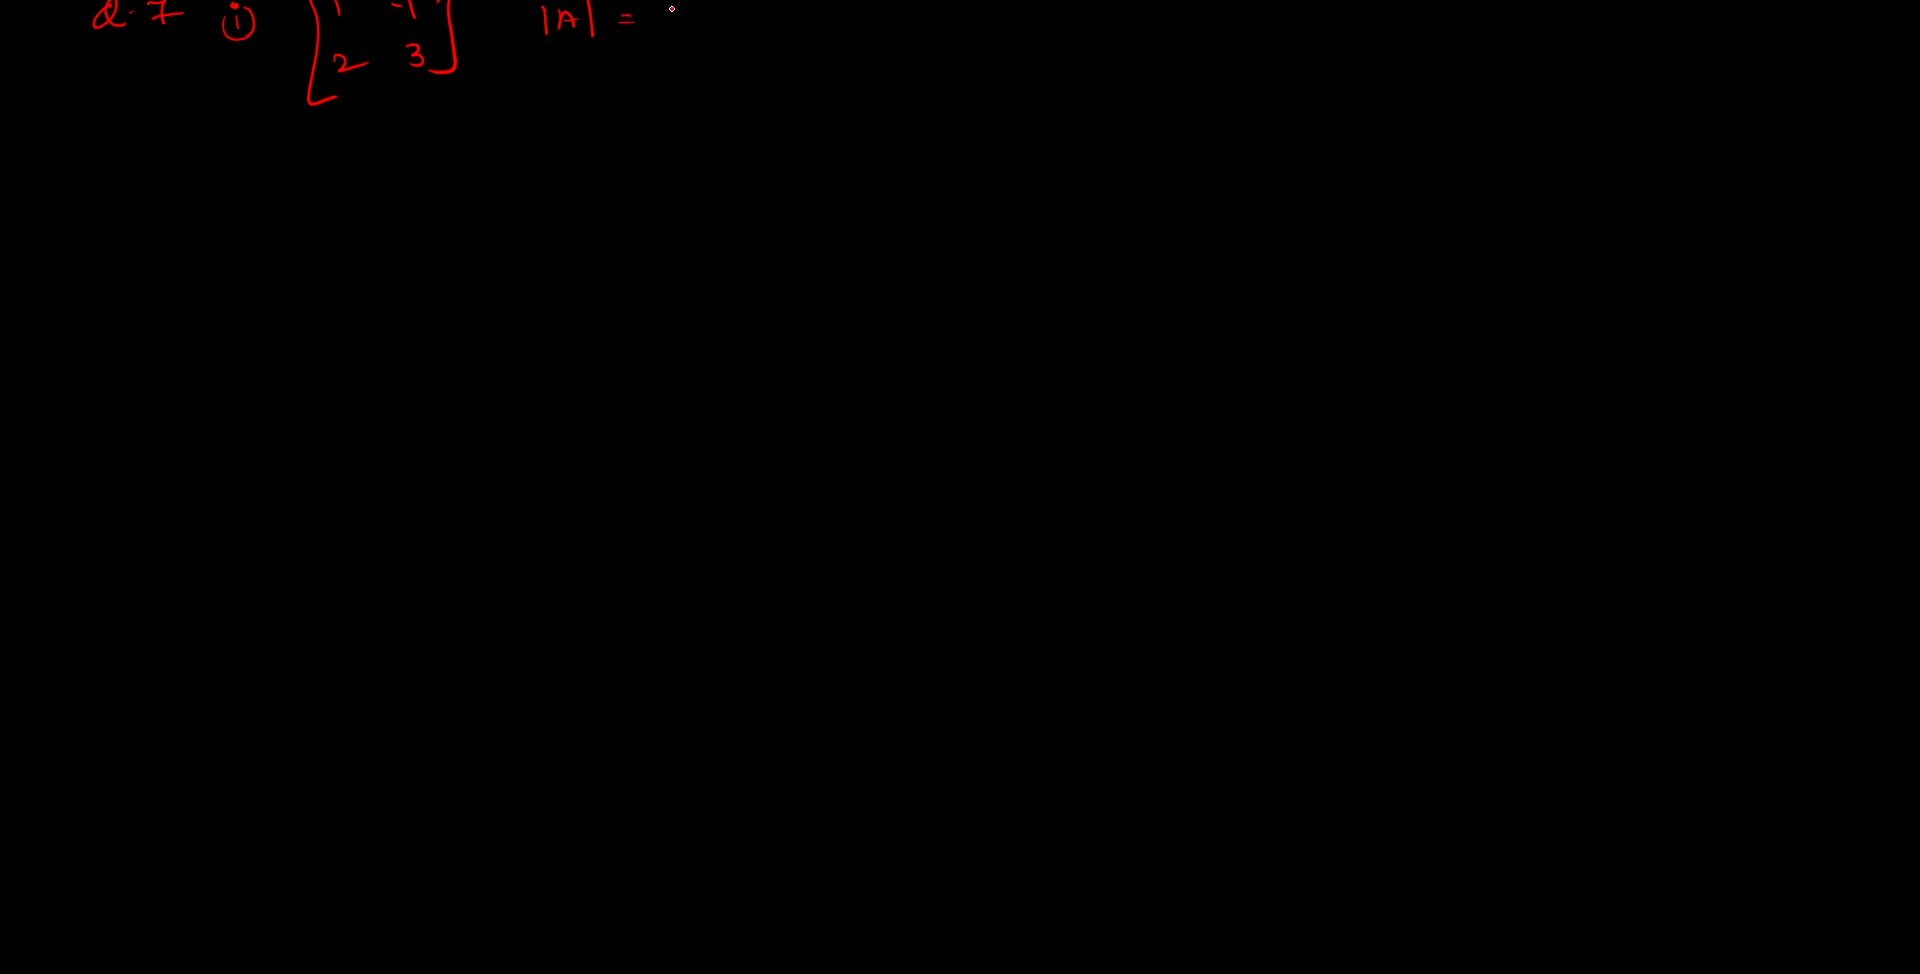 Q.7 (i) [1 -1
2 3] |A| =